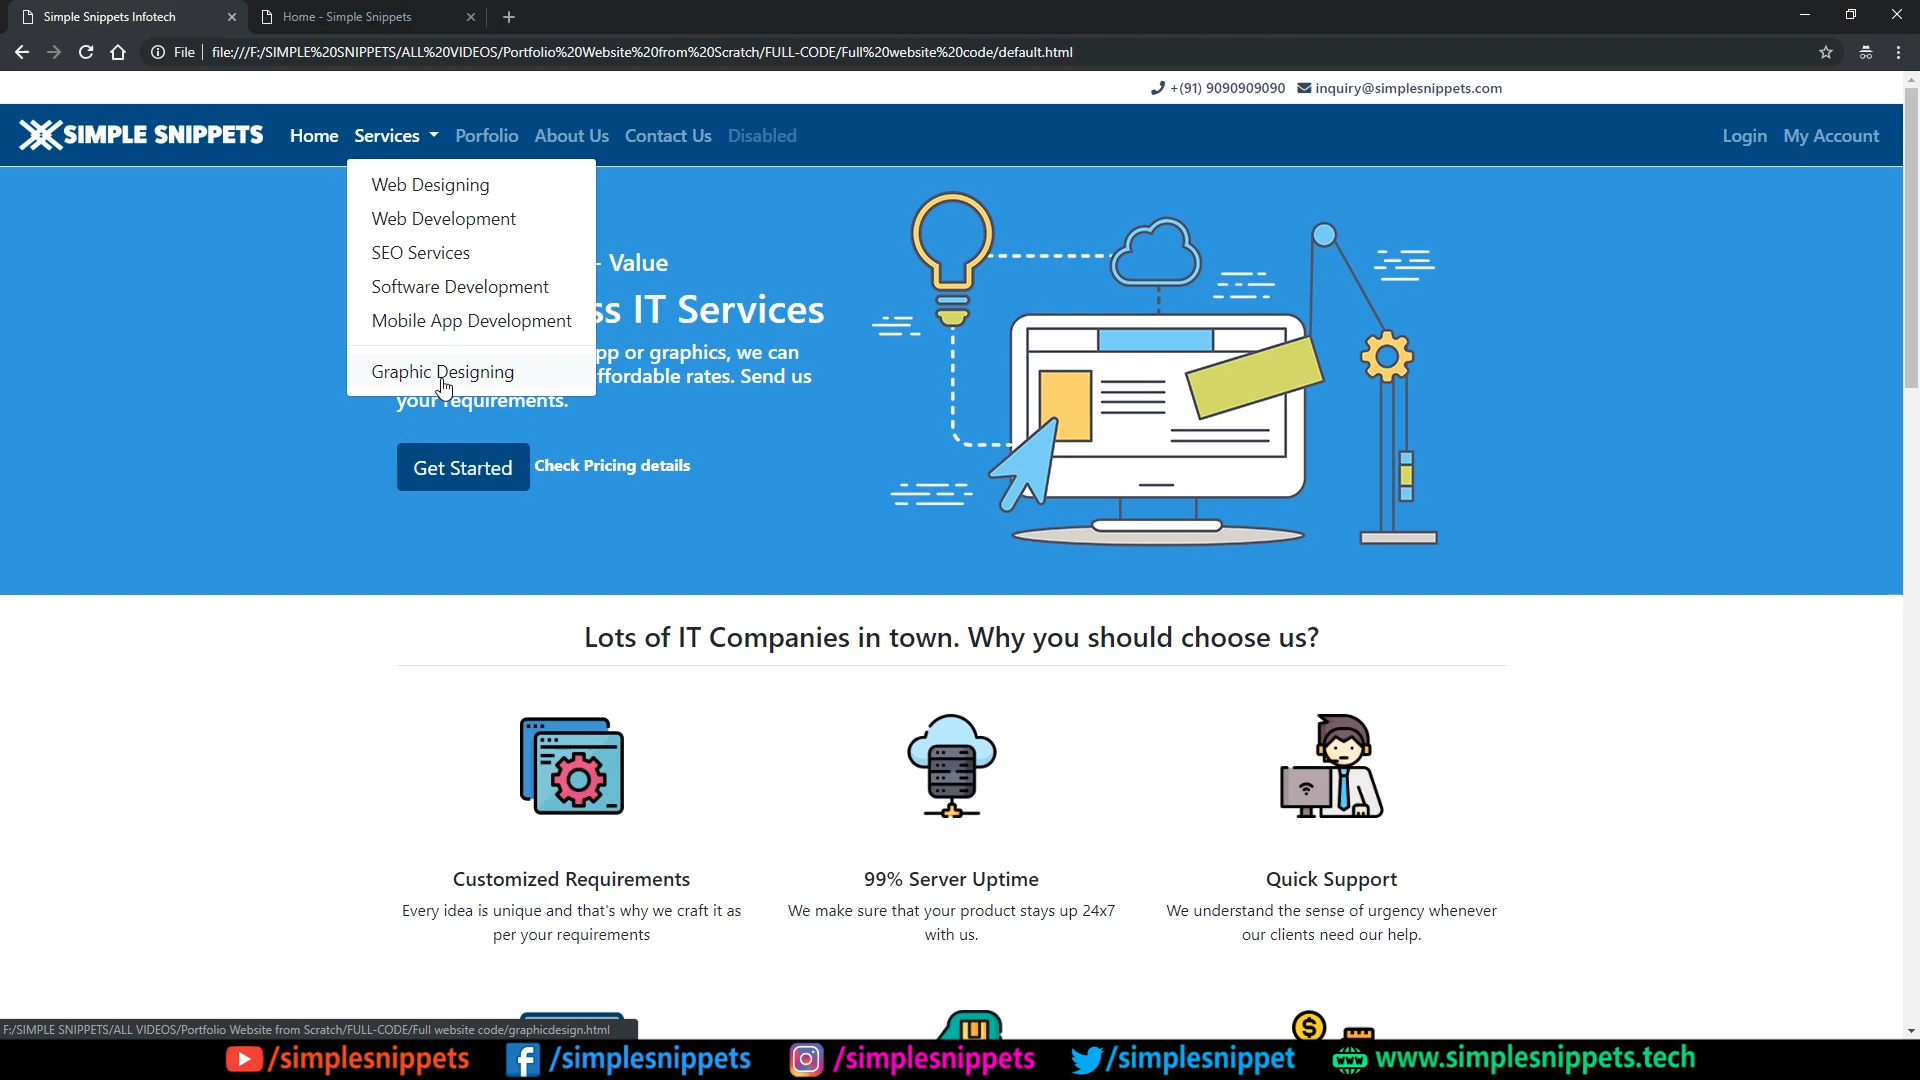 Simple Snippets Infotech
Home - Simple Snippets
File
file:///F:/SIMPLE%20SNIPPETS/ALL%20VIDEOS/Portfolio%20Website%20from%20Scratch/FULL-CODE/Full%20website%20code/default.html
+(91) 9090909090 inquiry@simplesnippets.com
SIMPLE SNIPPETS Home Services Porfolio About Us Contact Us Disabled Login My Account
Web Designing
Web Development
SEO Services
Software Development
Mobile App Development
Graphic Designing
- Value
ss IT Services
pp or graphics, we can
ffordable rates. Send us
your requirements.
Get Started Check Pricing details
Lots of IT Companies in town. Why you should choose us?
Customized Requirements
Every idea is unique and that's why we craft it as
per your requirements
99% Server Uptime
We make sure that your product stays up 24x7
with us.
Quick Support
We understand the sense of urgency whenever
our clients need our help.
F:/SIMPLE SNIPPETS/ALL VIDEOS/Portfolio Website from Scratch/FULL-CODE/Full website code/graphicdesign.html
/simplesnippets /simplesnippets /simplesnippets /simplesnippet www.simplesnippets.tech